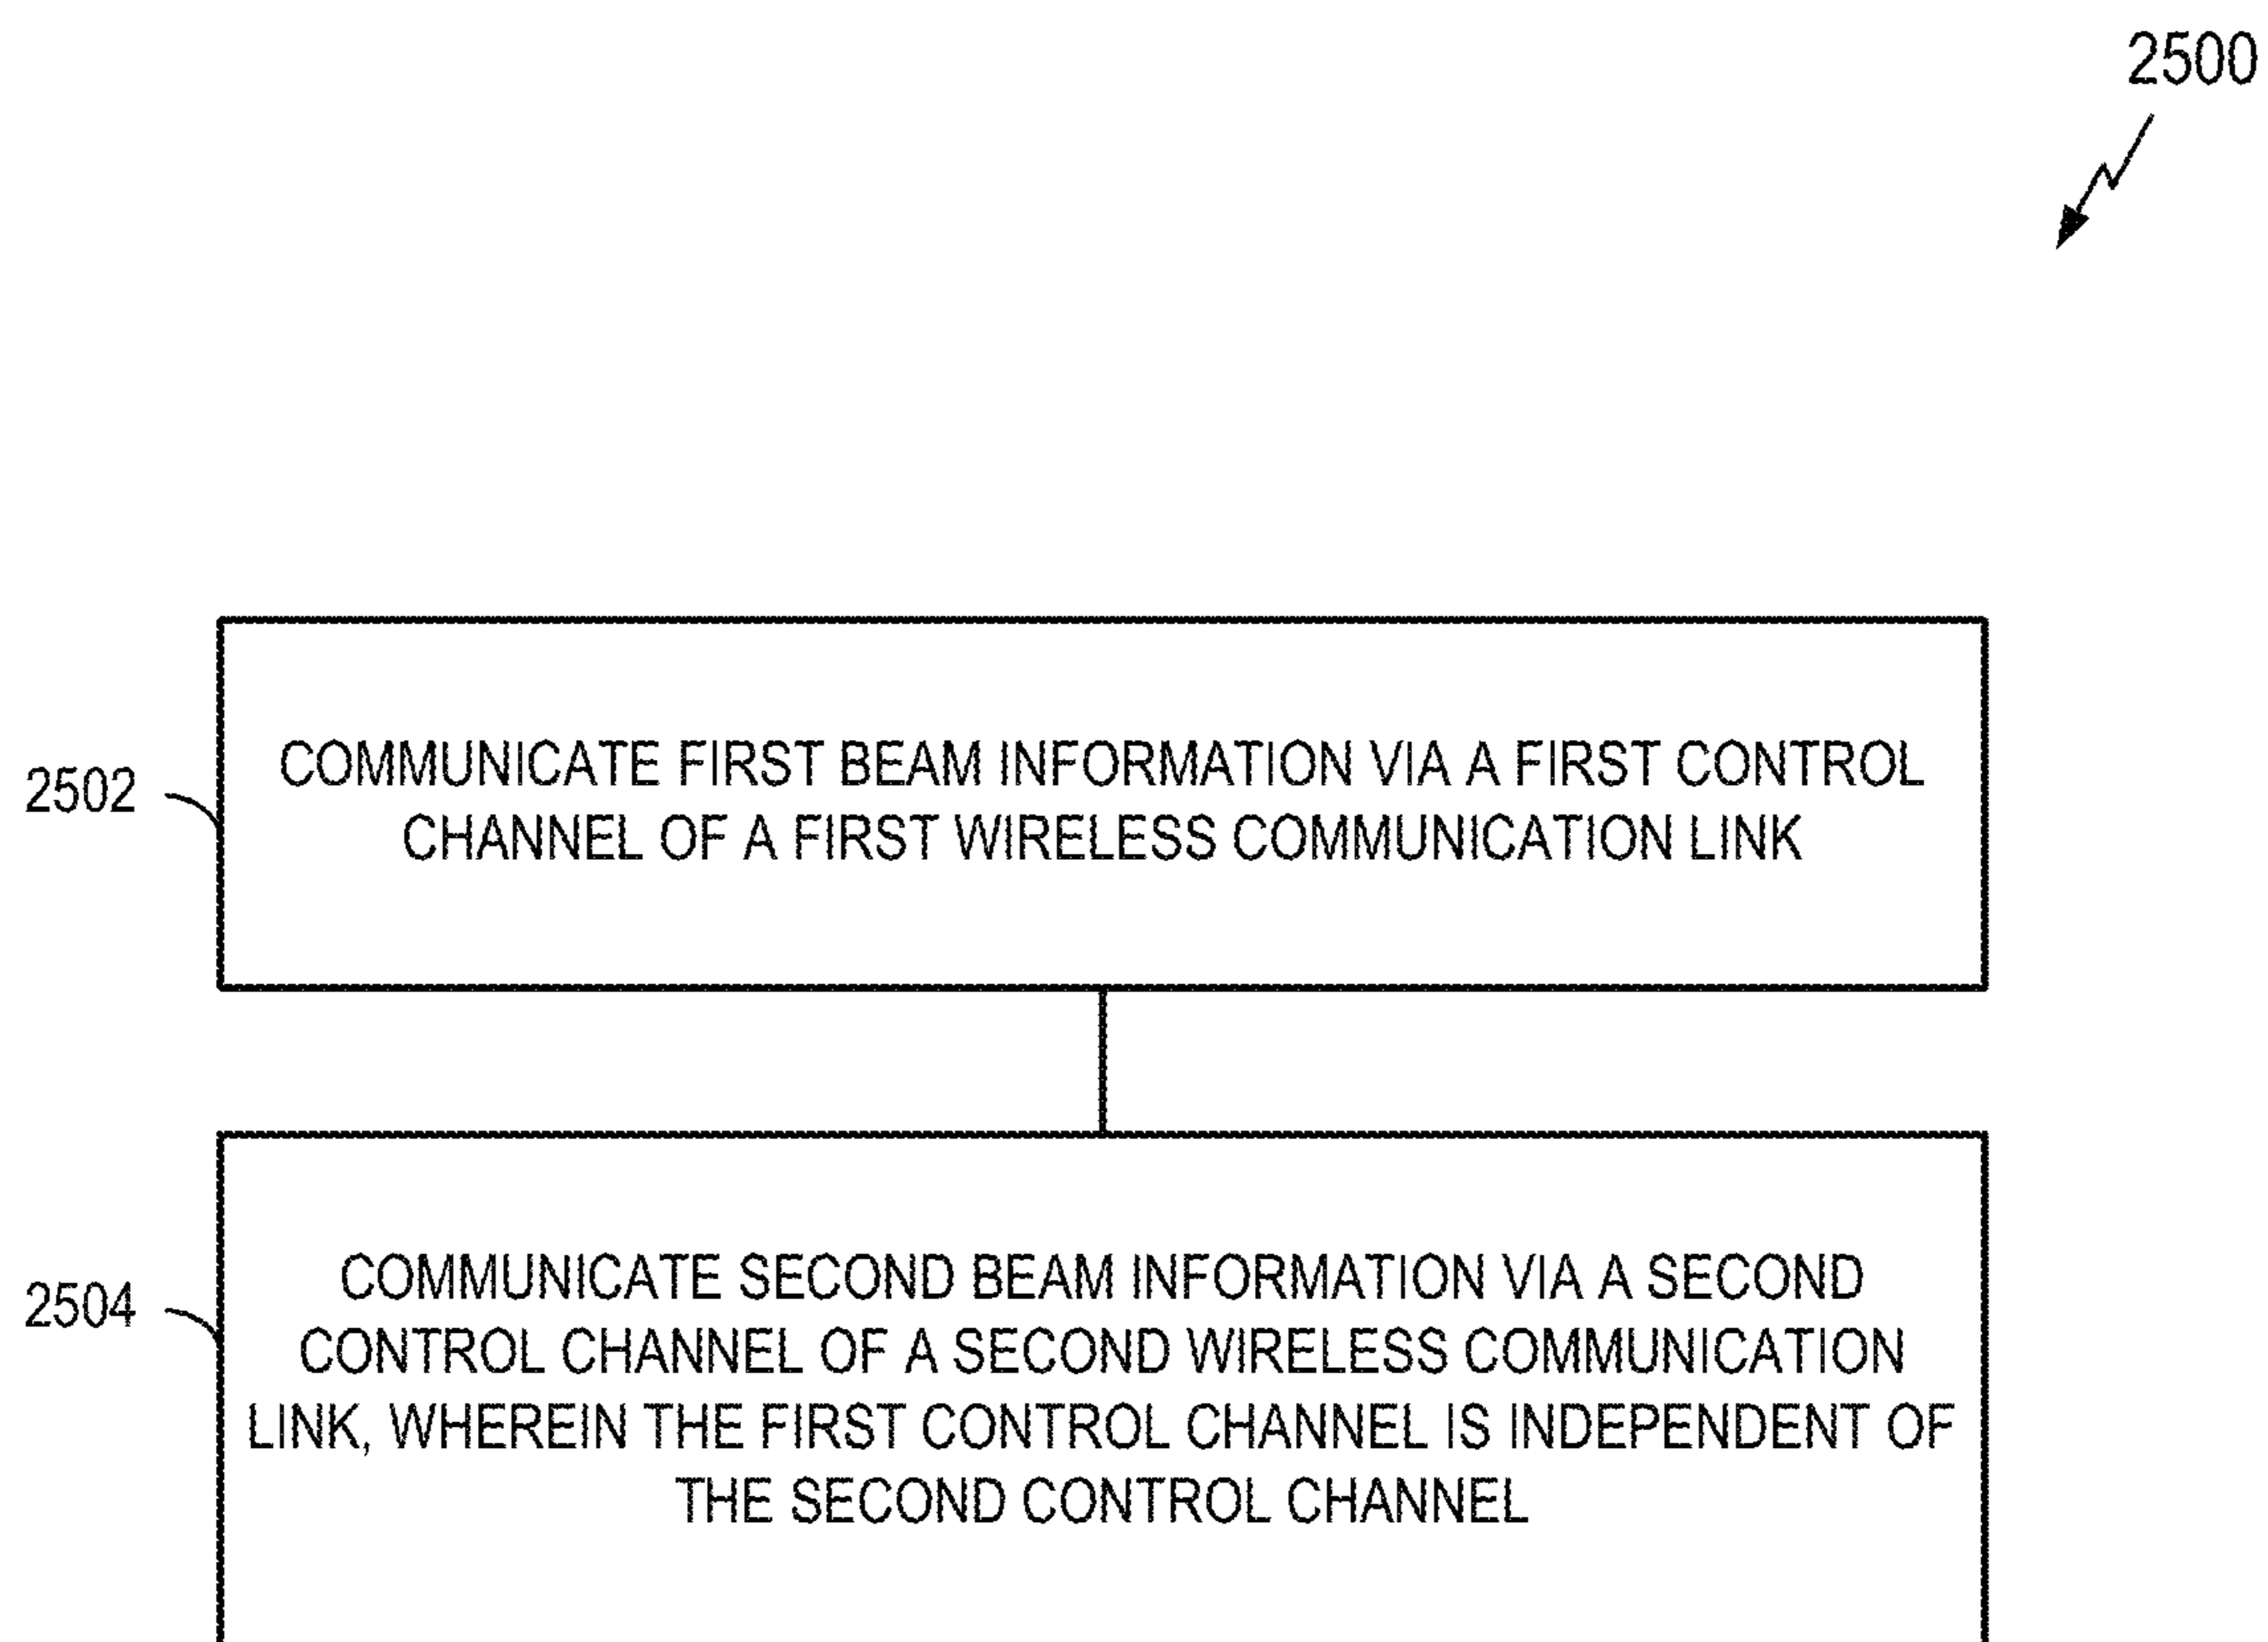 2500
COMMUNICATE FIRST BEAM INFORMATION VIA A FIRST CONTROL
CHANNEL OF A FIRST WIRELESS COMMUNICATION LINK
2502
COMMUNICATE SECOND BEAM INFORMATION VIA A SECOND
CONTROL CHANNEL OF A SECOND WIRELESS COMMUNICATION
LINK, WHEREIN THE FIRST CONTROL CHANNEL IS INDEPENDENT OF
THE SECOND CONTROL CHANNEL
2504